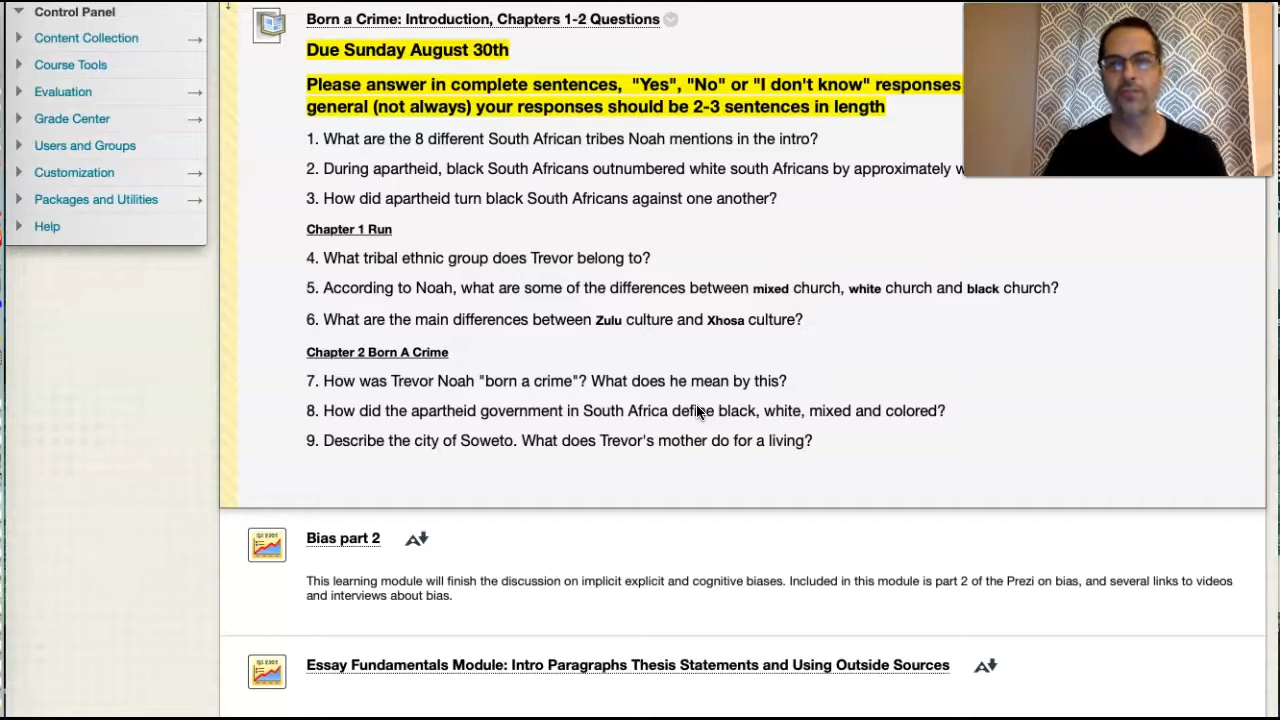 Control Panel
Content Collection
Course Tools
Evaluation
Grade Center
Users and Groups
Customization
Packages and Utilities
Help
Born a Crime: Introduction, Chapters 1-2 Questions
Due Sunday August 30th
Please answer in complete sentences, "Yes", "No" or "I don't know" responses
general (not always) your responses should be 2-3 sentences in length
1. What are the 8 different South African tribes Noah mentions in the intro?
2. During apartheid, black South Africans outnumbered white south Africans by approximately
3. How did apartheid turn black South Africans against one another?
Chapter 1 Run
4. What tribal ethnic group does Trevor belong to?
5. According to Noah, what are some of the differences between mixed church, white church and black church?
6. What are the main differences between Zulu culture and Xhosa culture?
Chapter 2 Born A Crime
7. How was Trevor Noah "born a crime"? What does he mean by this?
8. How did the apartheid government in South Africa define black, white, mixed and colored?
9. Describe the city of Soweto. What does Trevor's mother do for a living?
Bias part 2
This learning module will finish the discussion on implicit explicit and cognitive biases. Included in this module is part 2 of the Prezi on bias, and several links to videos
and interviews about bias.
Essay Fundamentals Module: Intro Paragraphs Thesis Statements and Using Outside Sources